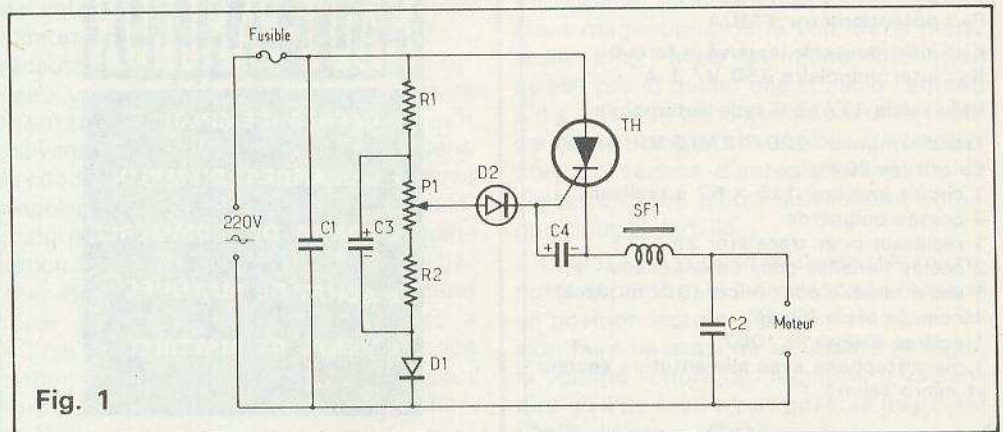 Fusible
R1
TH
P1
D2
SF1
220V
C1
C3
+
C4
+
-
R2
C2
Moteur
D1
Fig. 1